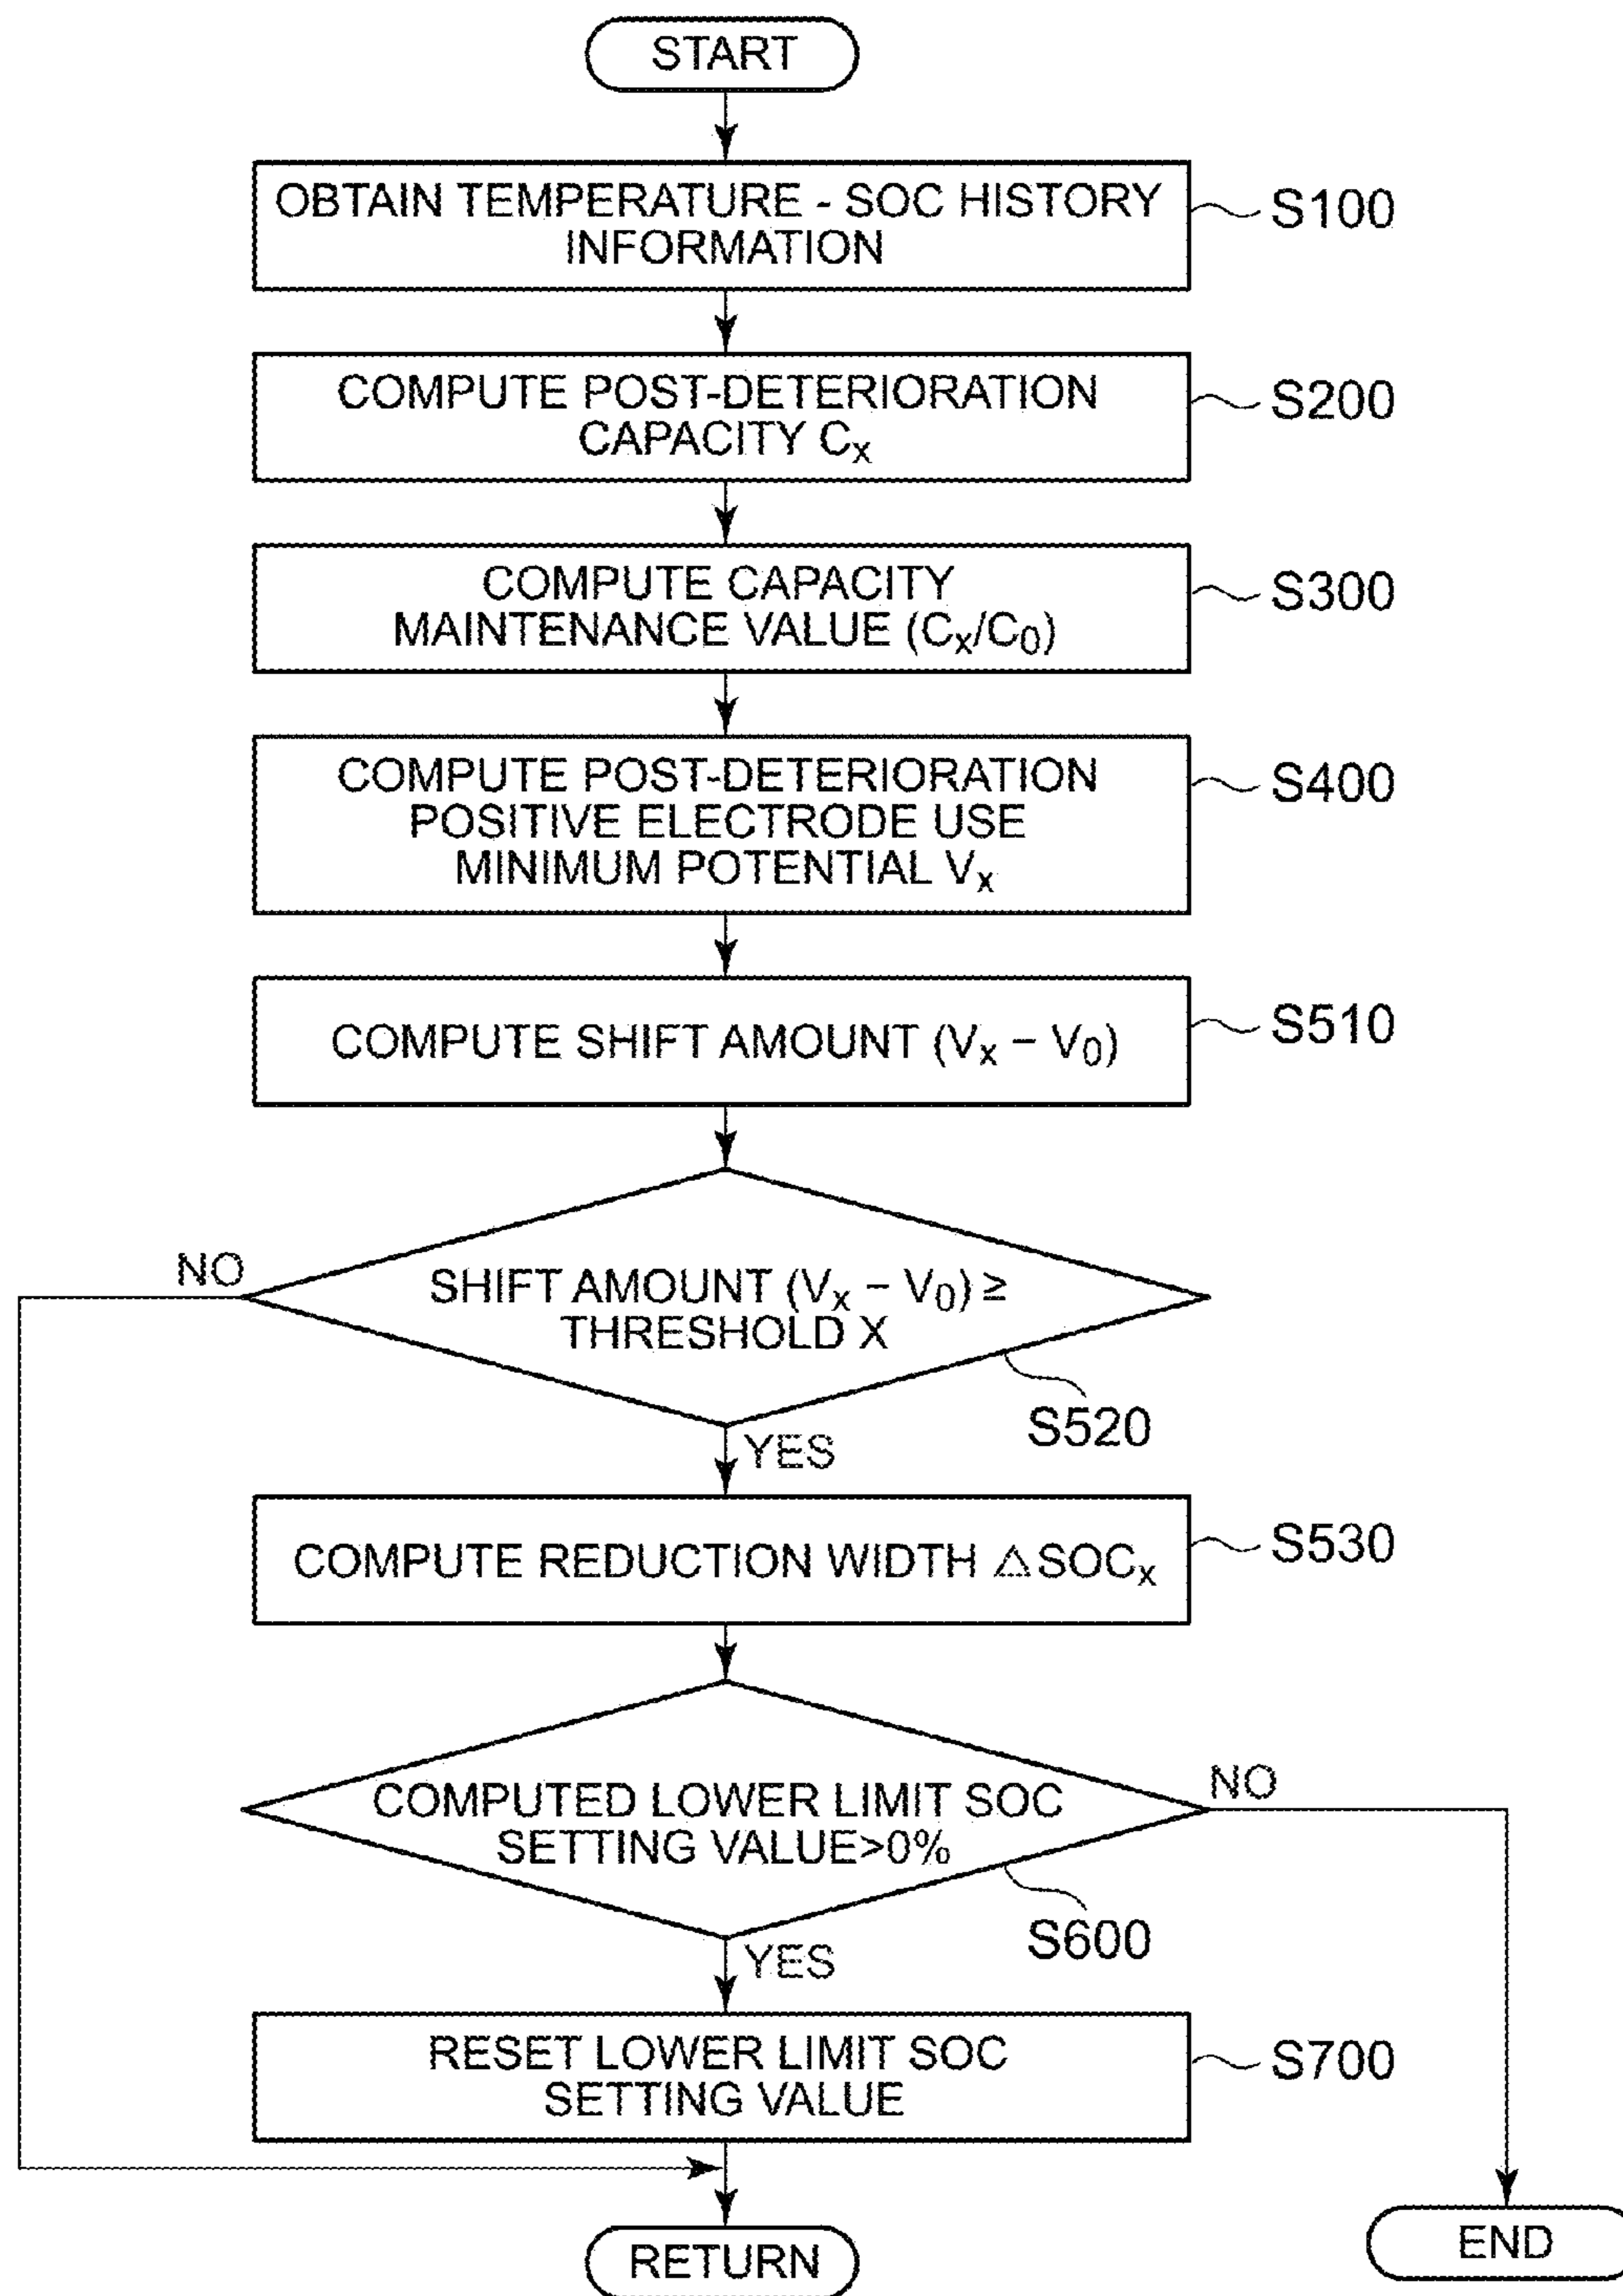 START
OBTAIN TEMPERATURE - SOC HISTORY
INFORMATION
S100
COMPUTE POST-DETERIORATION
CAPACITY Cₓ
S200
COMPUTE CAPACITY
MAINTENANCE VALUE (Cₓ/C₀)
S300
COMPUTE POST-DETERIORATION
POSITIVE ELECTRODE USE
MINIMUM POTENTIAL Vₓ
S400
COMPUTE SHIFT AMOUNT (Vₓ – V₀)
S510
NO
SHIFT AMOUNT (Vₓ – V₀) ≥
THRESHOLD X
S520
YES
COMPUTE REDUCTION WIDTH △SOCₓ
S530
COMPUTED LOWER LIMIT SOC
SETTING VALUE>0%
NO
S600
YES
RESET LOWER LIMIT SOC
SETTING VALUE
S700
RETURN
END